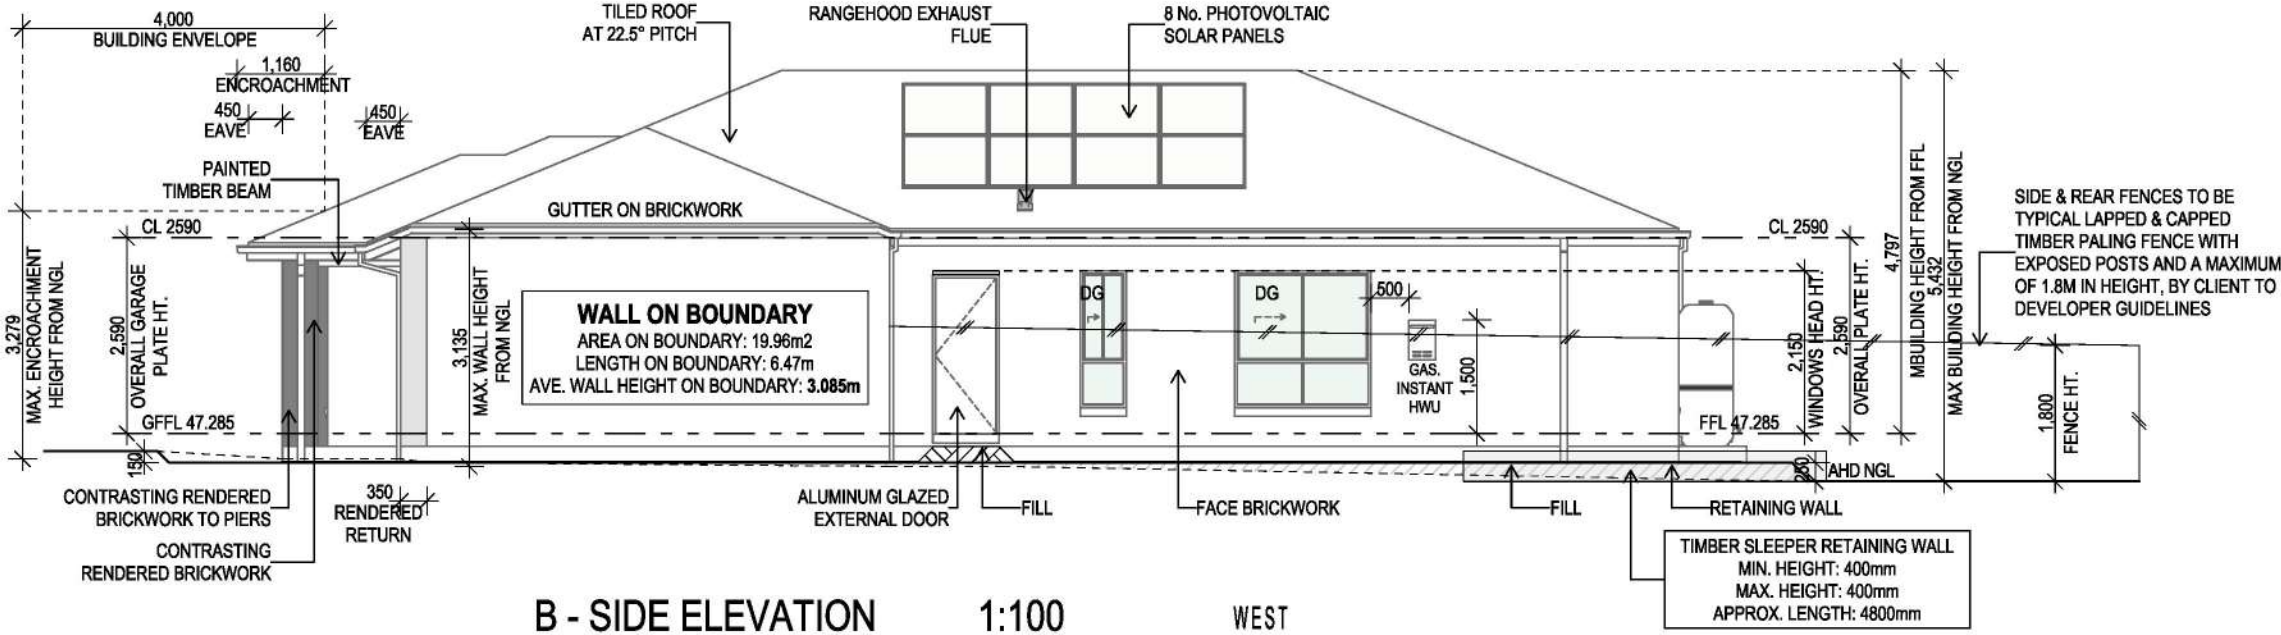 4,000
BUILDING ENVELOPE
1,160
ENCROACHMENT
450
EAVE
450
EAVE
TILED ROOF
AT 22.5° PITCH
RANGEHOOD EXHAUST
FLUE
8 No. PHOTOVOLTAIC
SOLAR PANELS
PAINTED
TIMBER BEAM
GUTTER ON BRICKWORK
CL 2590
CL 2590
3,279
MAX. ENCROACHMENT
HEIGHT FROM NGL
2,590
OVERALL GARAGE
PLATE HT.
3,135
MAX. WALL HEIGHT
FROM NGL
WALL ON BOUNDARY
AREA ON BOUNDARY: 19.96m2
LENGTH ON BOUNDARY: 6.47m
AVE. WALL HEIGHT ON BOUNDARY: 3.085m
DG
DG
500
GAS.
INSTANT
HWU
1,500
2,150
WINDOWS HEAD HT.
2,590
OVERALL PLATE HT.
4,797
MBUILDING HEIGHT FROM FFL
5,432
MAX BUILDING HEIGHT FROM NGL
SIDE & REAR FENCES TO BE
TYPICAL LAPPED & CAPPED
TIMBER PALING FENCE WITH
EXPOSED POSTS AND A MAXIMUM
OF 1.8M IN HEIGHT, BY CLIENT TO
DEVELOPER GUIDELINES
1,800
FENCE HT.
GFFL 47.285
FFL 47.285
150
AHD NGL
CONTRASTING RENDERED
BRICKWORK TO PIERS
350
RENDERED
RETURN
CONTRASTING
RENDERED BRICKWORK
ALUMINUM GLAZED
EXTERNAL DOOR
FILL
FACE BRICKWORK
FILL
RETAINING WALL
TIMBER SLEEPER RETAINING WALL
MIN. HEIGHT: 400mm
MAX. HEIGHT: 400mm
APPROX. LENGTH: 4800mm
B - SIDE ELEVATION 1:100 WEST